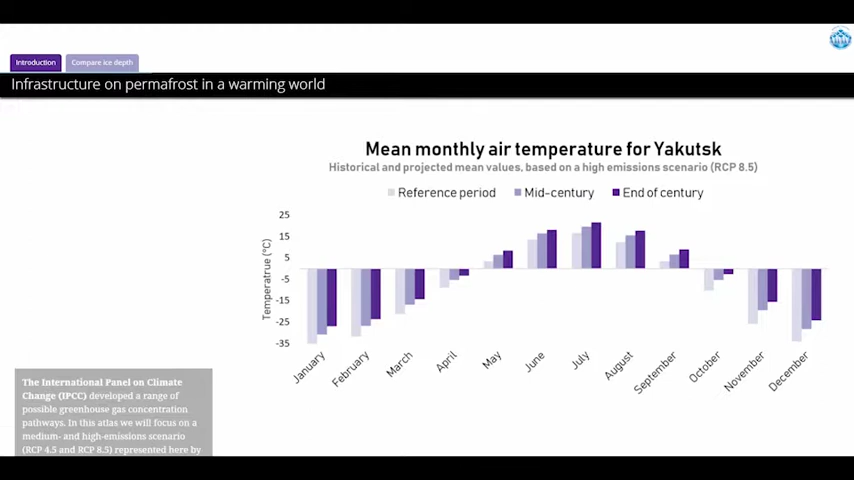 Introduction
Compare ice depth
Infrastructure on permafrost in a warming world
Mean monthly air temperature for Yakutsk
Historical and projected mean values, based on a high emissions scenario (RCP 8.5)
Reference period
Mid-century
End of century
Temperatrue (°C)
25
15
5
-5
-15
-25
-35
January
February
March
April
May
June
July
August
September
October
November
December
The International Panel on Climate
Change (IPCC) developed a range of
possible greenhouse gas concentration
pathways. In this atlas we will focus on a
medium- and high-emissions scenario
(RCP 4.5 and RCP 8.5) represented here by